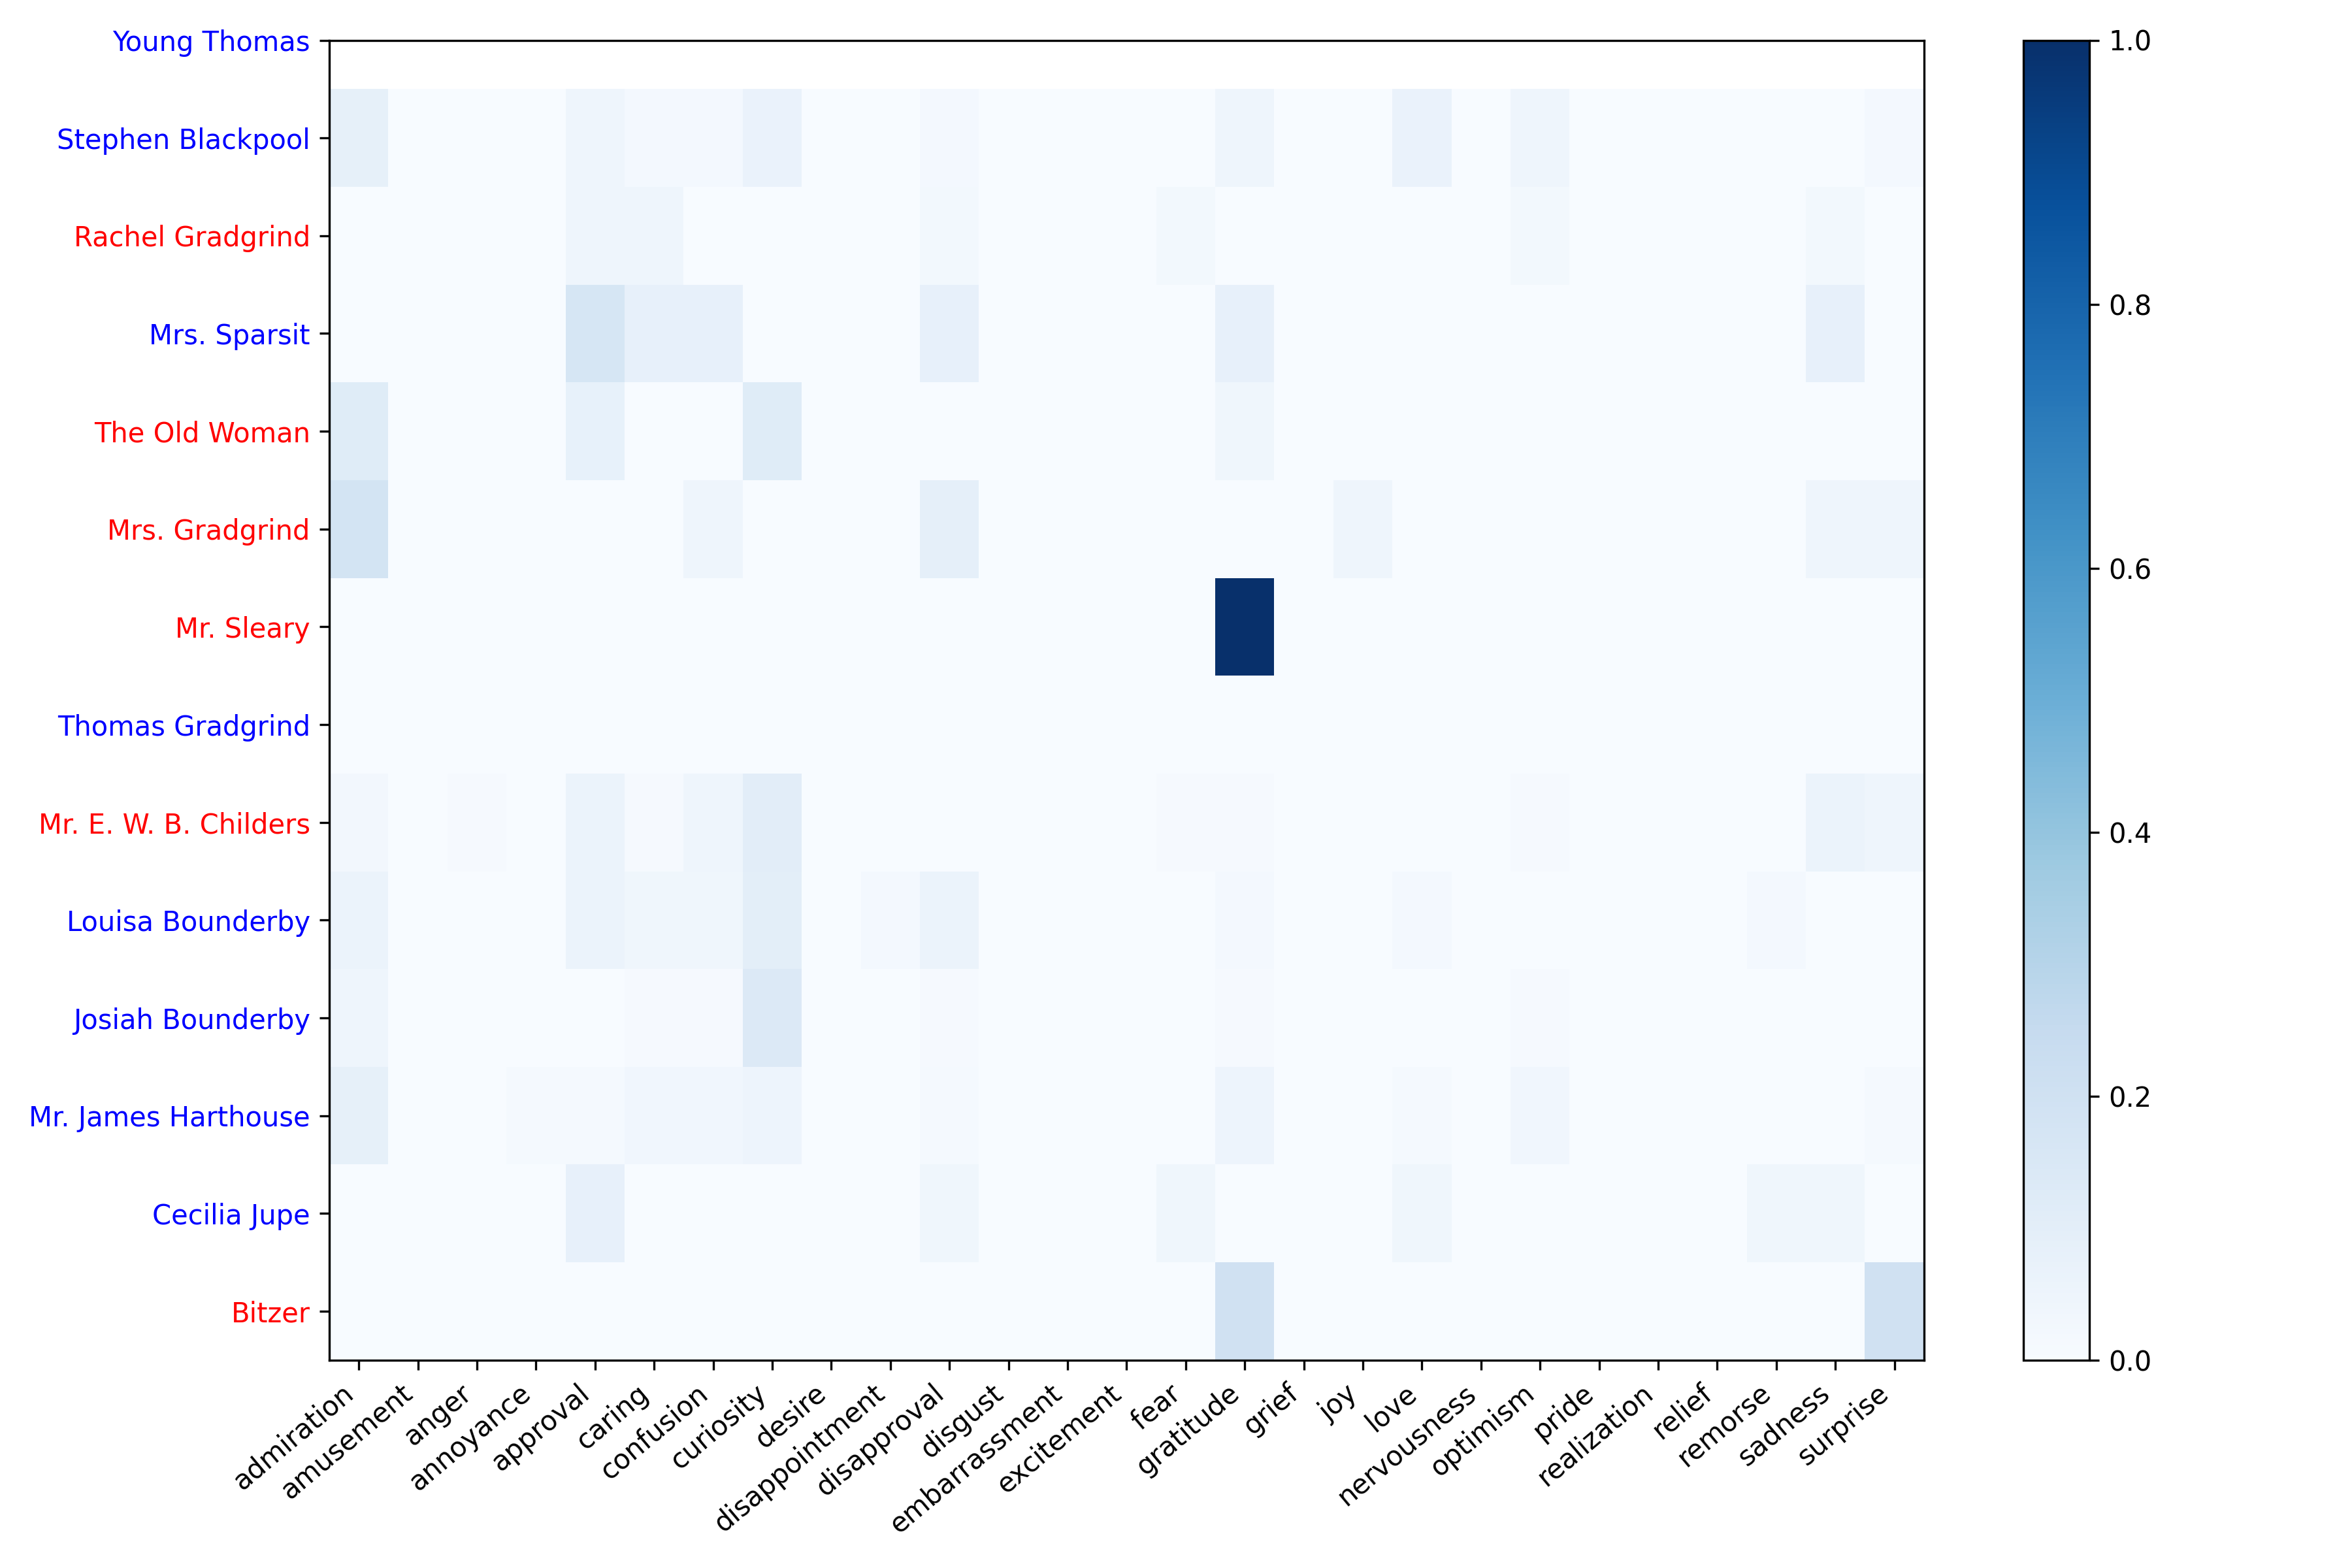 Young Thomas
Stephen Blackpool
Rachel Gradgrind
Mrs. Sparsit
The Old Woman
Mrs. Gradgrind
Mr. Sleary
Thomas Gradgrind
Mr. E. W. B. Childers
Louisa Bounderby
Josiah Bounderby
Mr. James Harthouse
Cecilia Jupe
Bitzer
admiration
amusement
anger
annoyance
approval
caring
confusion
curiosity
desire
disappointment
disapproval
disgust
embarrassment
excitement
fear
gratitude
grief
joy
love
nervousness
optimism
pride
realization
relief
remorse
sadness
surprise
1.0
0.8
0.6
0.4
0.2
0.0